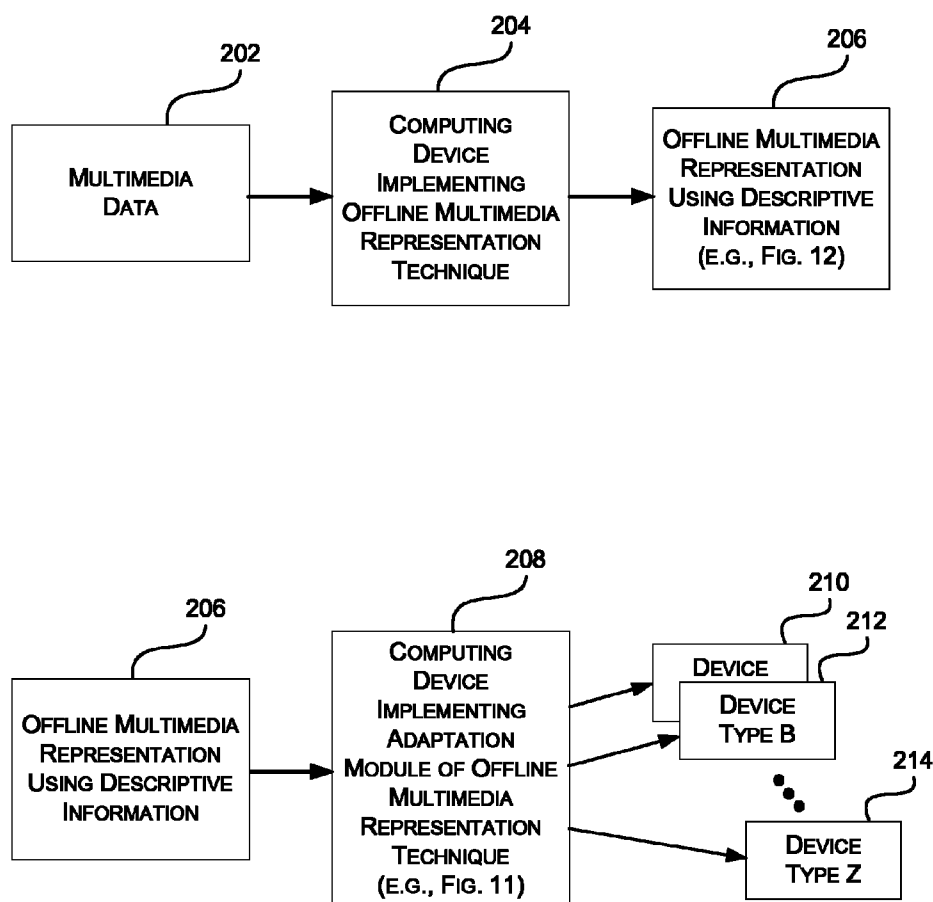 202
204
206
MULTIMEDIA
DATA
COMPUTING
DEVICE
IMPLEMENTING
OFFLINE MULTIMEDIA
REPRESENTATION
TECHNIQUE
OFFLINE MULTIMEDIA
REPRESENTATION
USING DESCRIPTIVE
INFORMATION
(E.G., FIG. 12)
206
208
210
212
214
OFFLINE MULTIMEDIA
REPRESENTATION
USING DESCRIPTIVE
INFORMATION
COMPUTING
DEVICE
IMPLEMENTING
ADAPTATION
MODULE OF OFFLINE
MULTIMEDIA
REPRESENTATION
TECHNIQUE
(E.G., FIG. 11)
DEVICE
DEVICE
TYPE B
DEVICE
TYPE Z